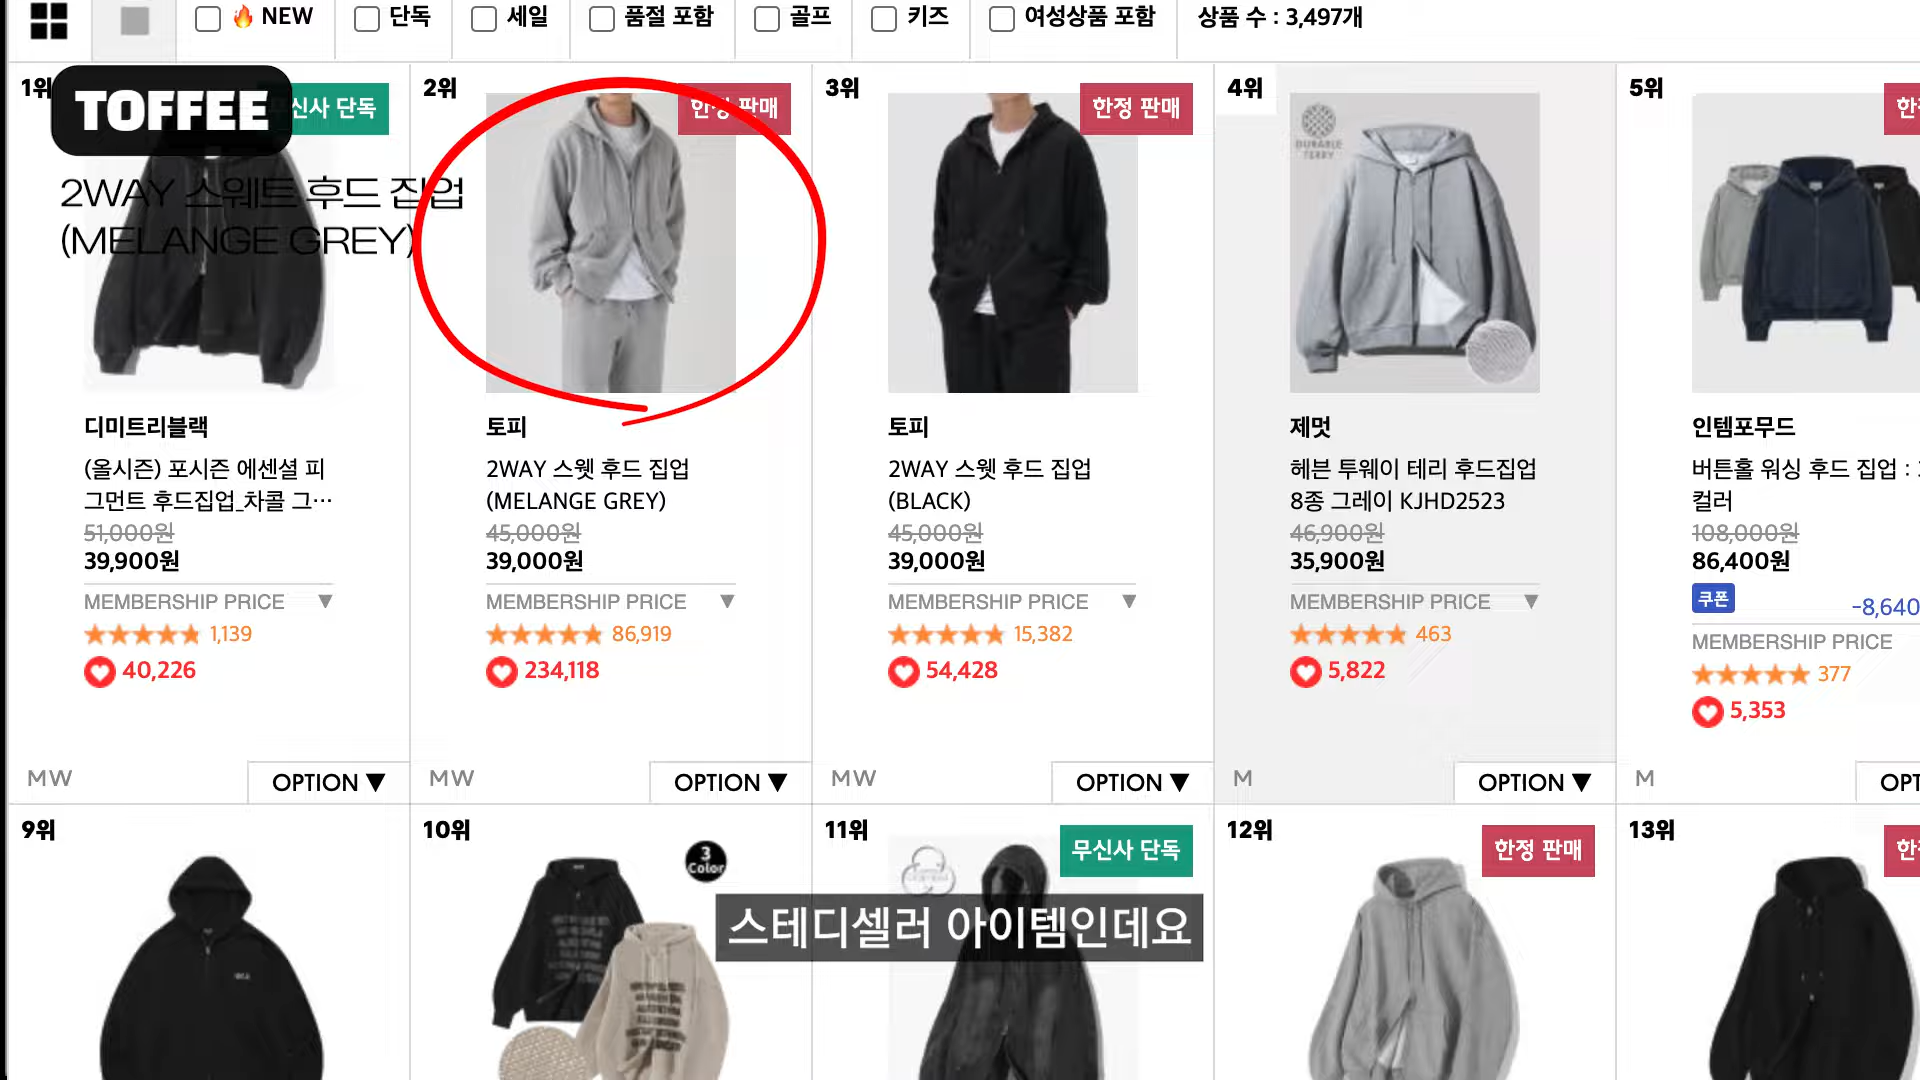 🔥 NEW
단독
세일
품절 포함
골프
키즈
여성상품 포함
상품 수 : 3,497개
TOFFEE
2WAY 스웨트 후드 집업
(MELANGE GREY)
1위
신사 단독
디미트리블랙
(올시즌) 포시즌 에센셜 피
그먼트 후드집업_차콜 그…
51,000원
39,900원
MEMBERSHIP PRICE ▼
1,139
40,226
MW
OPTION ▼
2위
한정 판매
토피
2WAY 스웻 후드 집업
(MELANGE GREY)
45,000원
39,000원
MEMBERSHIP PRICE ▼
86,919
234,118
MW
OPTION ▼
3위
한정 판매
토피
2WAY 스웻 후드 집업
(BLACK)
45,000원
39,000원
MEMBERSHIP PRICE ▼
15,382
54,428
MW
OPTION ▼
4위
DURABLE
TERRY
제멋
헤븐 투웨이 테리 후드집업
8종 그레이 KJHD2523
46,900원
35,900원
MEMBERSHIP PRICE ▼
463
5,822
M
OPTION ▼
5위
한
인템포무드
버튼홀 워싱 후드 집업 :
컬러
108,000원
86,400원
쿠폰
-8,640
MEMBERSHIP PRICE
377
5,353
M
OPT
9위
10위
3
Color
11위
무신사 단독
12위
한정 판매
13위
한
스테디셀러 아이템인데요